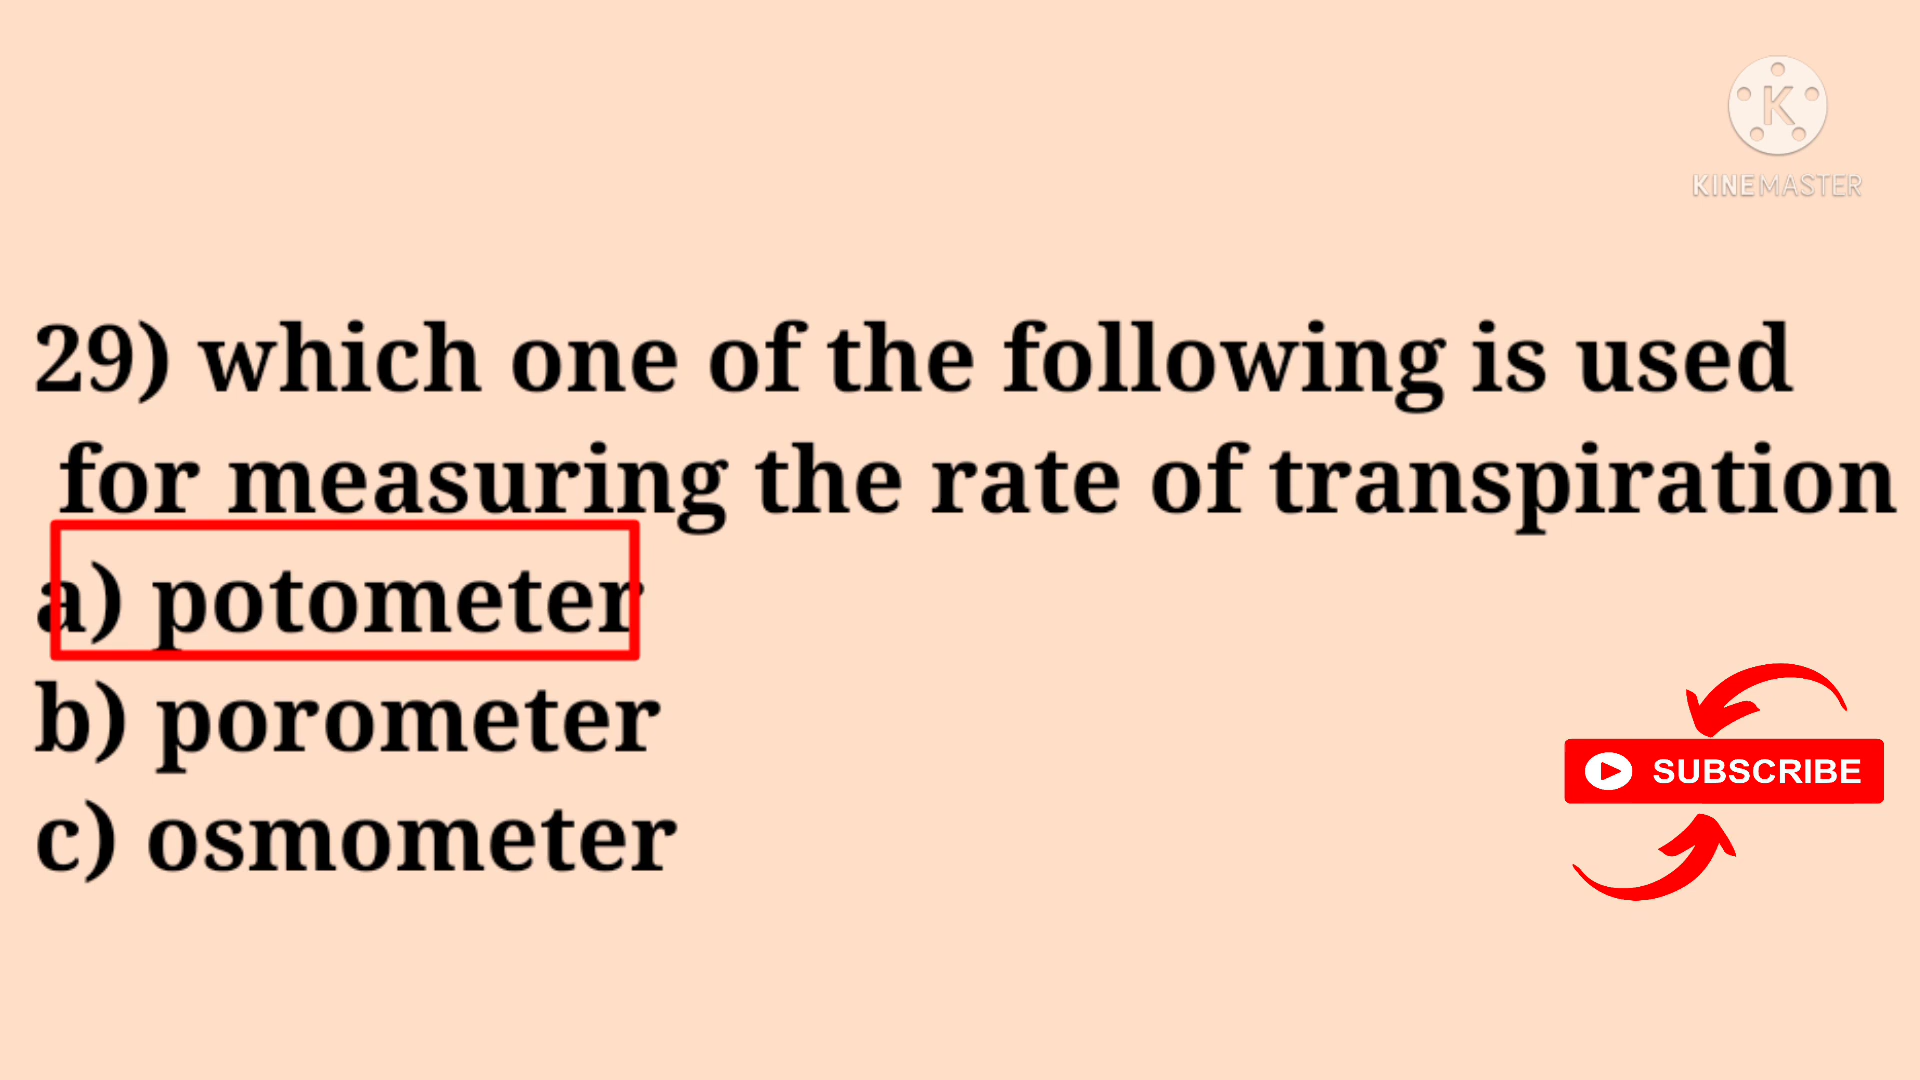 K
KINEMASTER
29) which one of the following is used
for measuring the rate of transpiration
a) potometer
b) porometer
c) osmometer
SUBSCRIBE